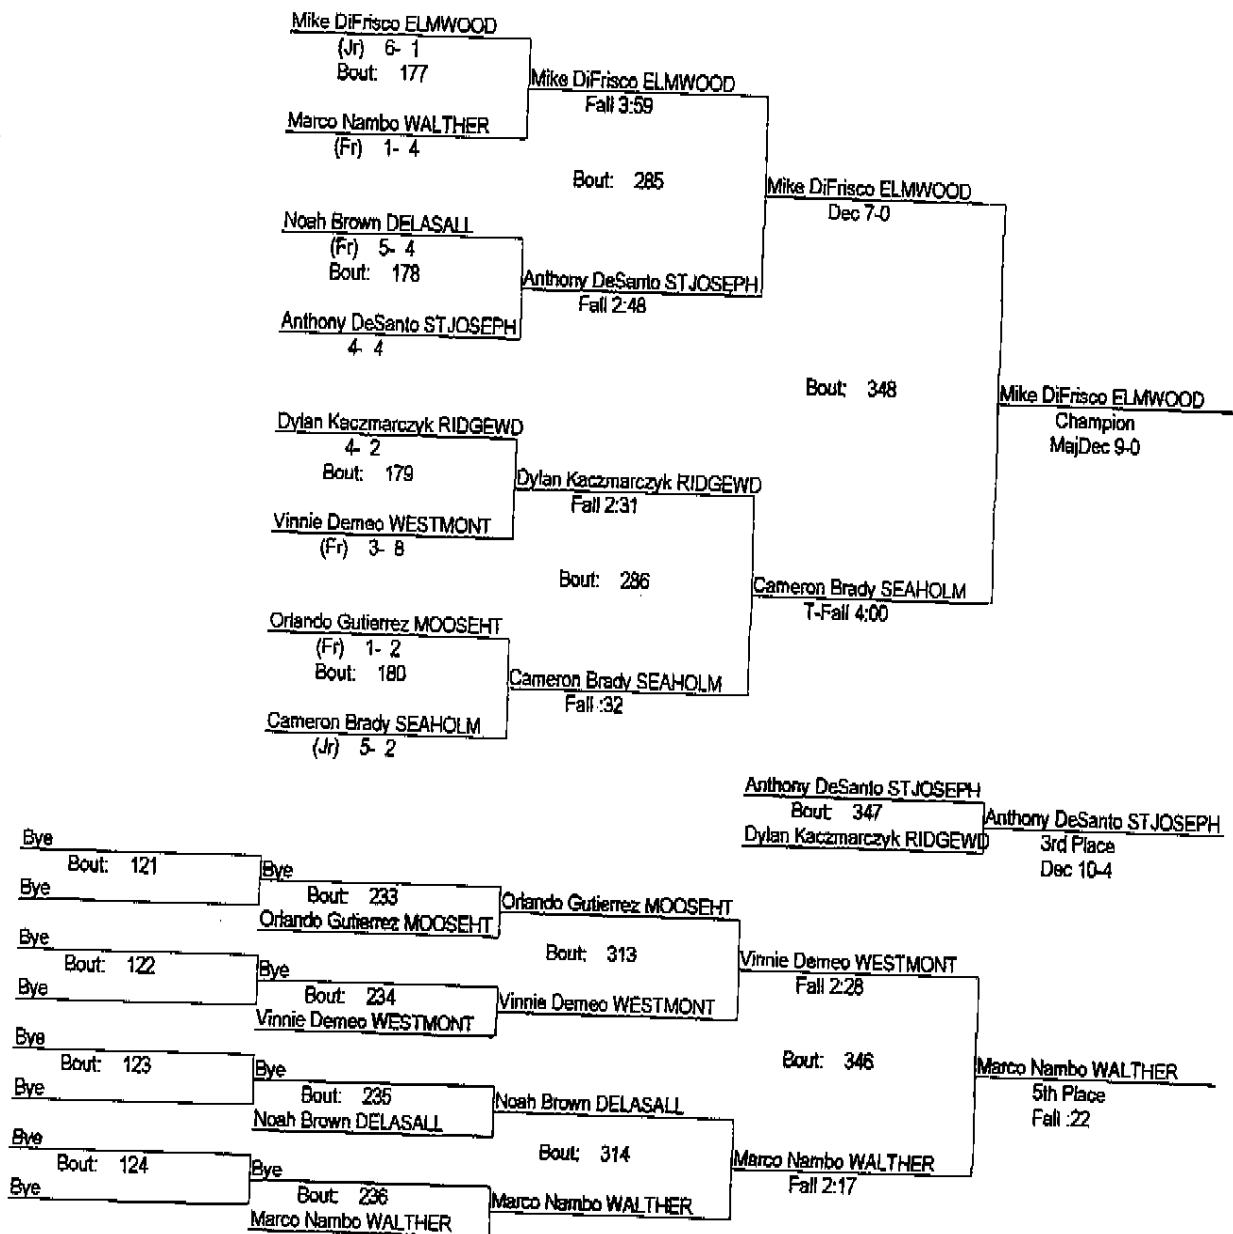 Mike DiFrisco ELMWOOD
(Jr) 6- 1
Bout: 177
Mike DiFrisco ELMWOOD
Fall 3:59
Marco Nambo WALTHER
(Fr) 1- 4
Bout: 285
Mike DiFrisco ELMWOOD
Dec 7-0
Noah Brown DELASALL
(Fr) 5- 4
Bout: 178
Anthony DeSanto STJOSEPH
Fall 2:48
Anthony DeSanto STJOSEPH
4- 4
Bout: 348
Mike DiFrisco ELMWOOD
Champion
MajDec 9-0
Dylan Kaczmarczyk RIDGEWD
4- 2
Bout: 179
Dylan Kaczmarczyk RIDGEWD
Fall 2:31
Vinnie Demeo WESTMONT
(Fr) 3- 8
Bout: 286
Cameron Brady SEAHOLM
T-Fall 4:00
Orlando Gutierrez MOOSEHT
(Fr) 1- 2
Bout: 180
Cameron Brady SEAHOLM
Fall :32
Cameron Brady SEAHOLM
(Jr) 5- 2
Anthony DeSanto STJOSEPH
Bout: 347
Anthony DeSanto STJOSEPH
Dylan Kaczmarczyk RIDGEWD
3rd Place
Dec 10-4
Bye
Bout: 121
Bye
Bye
Bout: 233
Orlando Gutierrez MOOSEHT
Orlando Gutierrez MOOSEHT
Bye
Bout: 122
Bye
Bye
Bout: 234
Vinnie Demeo WESTMONT
Vinnie Demeo WESTMONT
Bout: 313
Vinnie Demeo WESTMONT
Fall 2:28
Bye
Bout: 123
Bye
Bye
Bout: 235
Noah Brown DELASALL
Noah Brown DELASALL
Bout: 346
Marco Nambo WALTHER
5th Place
Fall :22
Bye
Bout: 124
Bye
Bye
Bout: 236
Marco Nambo WALTHER
Marco Nambo WALTHER
Bout: 314
Marco Nambo WALTHER
Fall 2:17